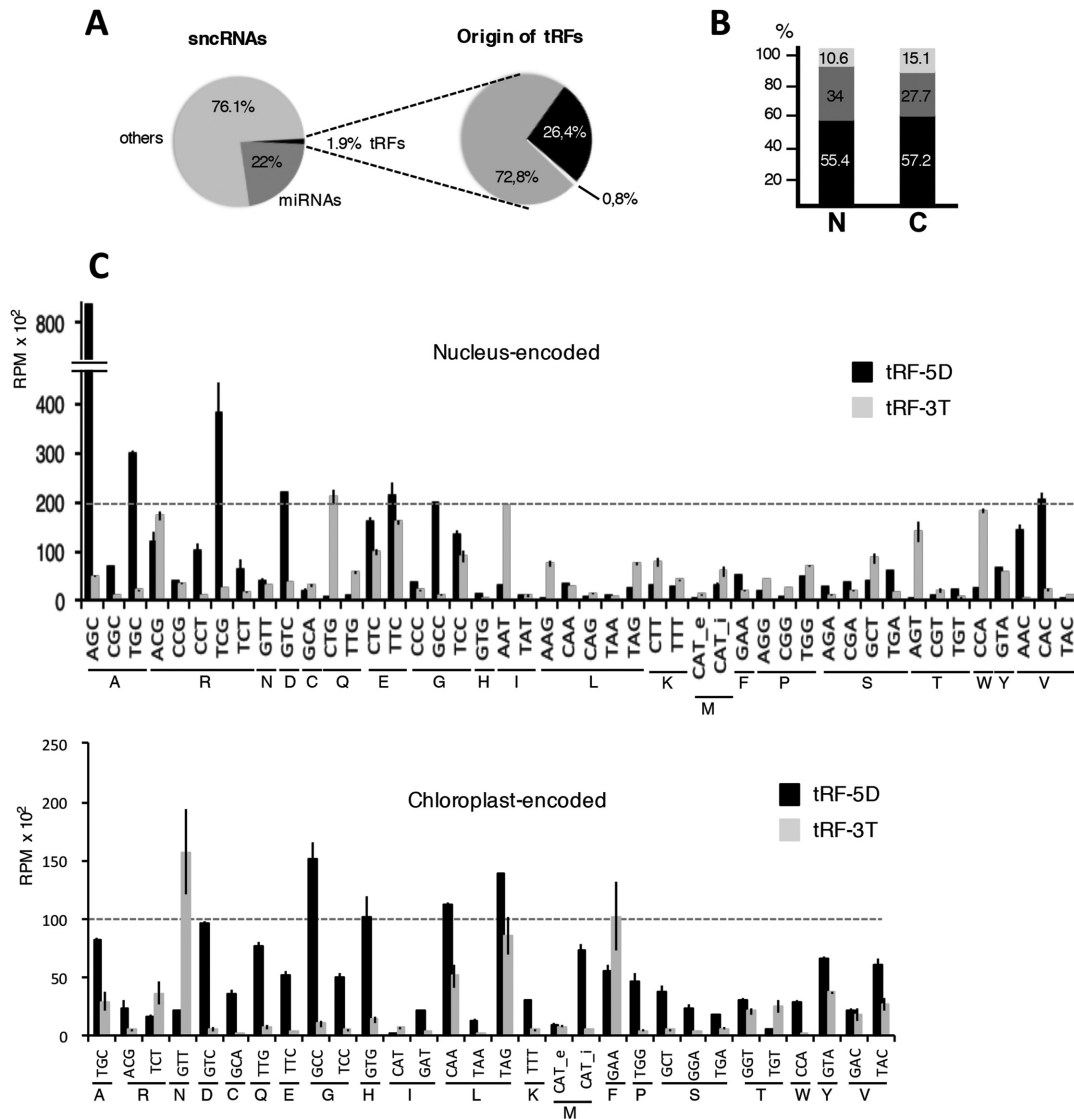 A
sncRNAs
Origin of tRFs
76.1%
others
22%
miRNAs
1.9% tRFs
26,4%
72,8%
0,8%
B
%
100
80
60
40
20
10.6
34
55.4
15.1
27.7
57.2
N C
C
RPM x 10²
800
400
300
200
100
0
Nucleus-encoded
tRF-5D
tRF-3T
AGC CGC TGC ACG CCG CCT TCG TCT GTT GTC GCA CTG TTG CTC TTC CCC GCC TCC GTG AAT TAT AAG CAA CAG TAA TAG CTT TTT CAT_e CAT_i GAA AGG CGG TGG AGA CGA GCT TGA AGT CGT TGT CCA GTA AAC CAC TAC
A R N D C Q E G H I L K M F P S T W Y V
RPM x 10²
250
200
150
100
50
0
Chloroplast-encoded
tRF-5D
tRF-3T
TGC ACG TCT GTT GTC GCA TTG TTC GCC TCC GTG CAT GAT CAA TAA TAG TTT CAT_e CAT_i GAA TGG GCT GGA TGA GGT TGT CCA GTA GAC TAC
A R N D C Q E G H I L K M F P S T W Y V